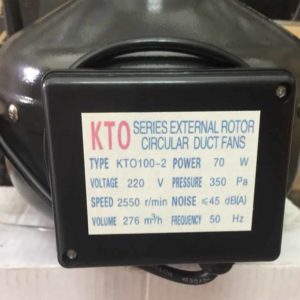 KTO SERIES EXTERNAL ROTOR
CIRCULAR DUCT FANS
TYPE KTO100-2 POWER 70 W
VOLTAGE 220 V PRESSURE 350 Pa
SPEED 2550 r/min NOISE ≤45 dB(A)
VOLUME 276 m³/h FREQUENCY 50 Hz